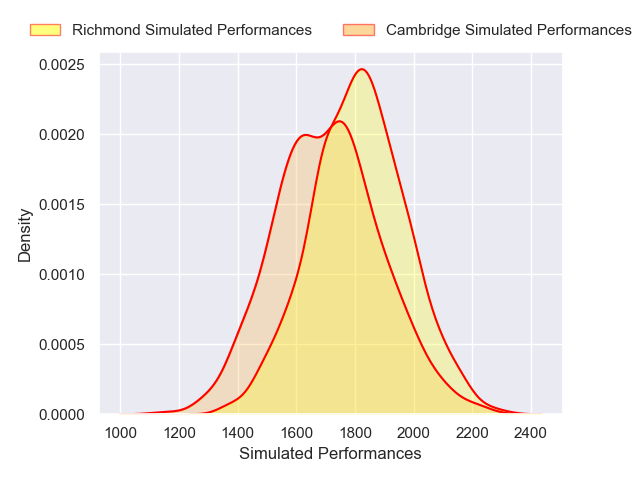 Richmond Simulated Performances Cambridge Simulated Performances
0.0025
0.0020
0.0015
0.0010
0.0005
0.0000
Density
1000 1200 1400 1600 1800 2000 2200 2400
Simulated Performances